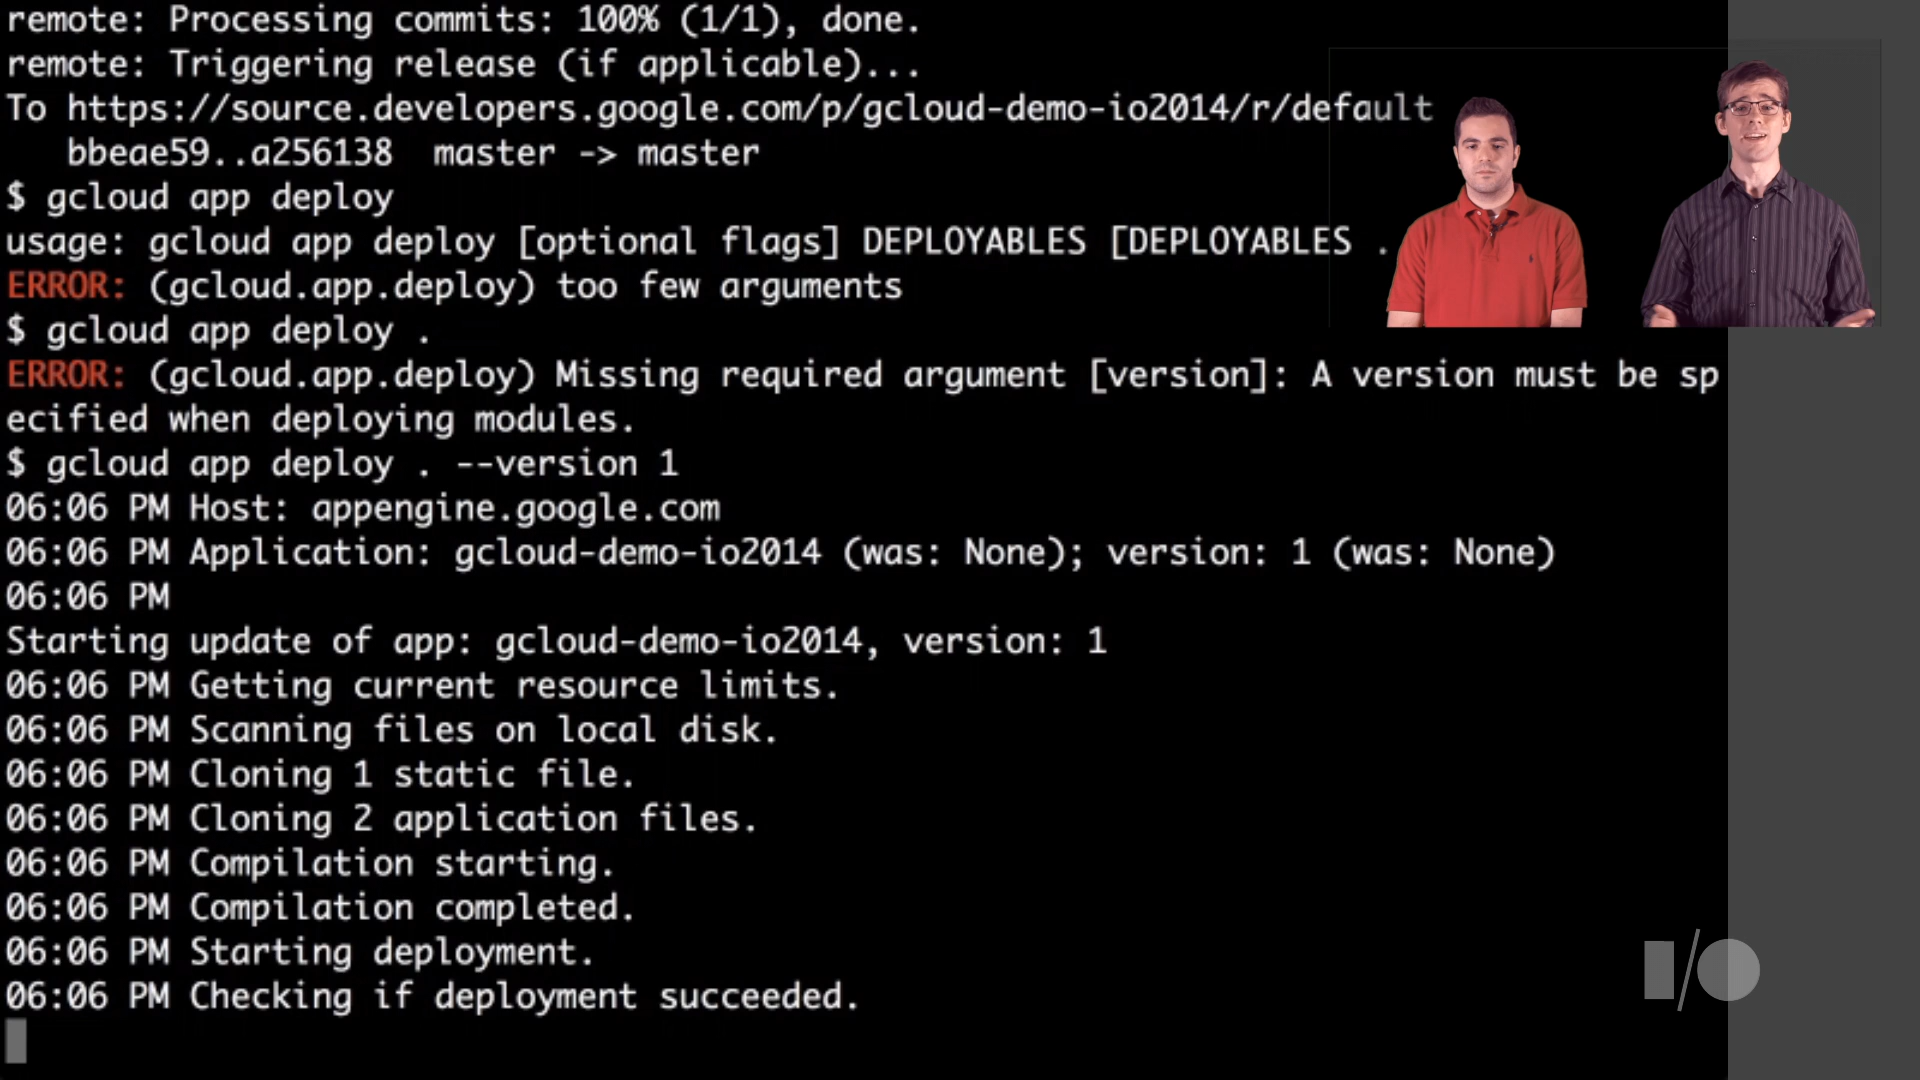 remote: Processing commits: 100% (1/1), done.
remote: Triggering release (if applicable)...
To https://source.developers.google.com/p/gcloud-demo-io2014/r/default
bbeae59..a256138 master -> master
$ gcloud app deploy
usage: gcloud app deploy [optional flags] DEPLOYABLES [DEPLOYABLES .
ERROR: (gcloud.app.deploy) too few arguments
$ gcloud app deploy .
ERROR: (gcloud.app.deploy) Missing required argument [version]: A version must be sp
ecified when deploying modules.
$ gcloud app deploy . --version 1
06:06 PM Host: appengine.google.com
06:06 PM Application: gcloud-demo-io2014 (was: None); version: 1 (was: None)
06:06 PM
Starting update of app: gcloud-demo-io2014, version: 1
06:06 PM Getting current resource limits.
06:06 PM Scanning files on local disk.
06:06 PM Cloning 1 static file.
06:06 PM Cloning 2 application files.
06:06 PM Compilation starting.
06:06 PM Compilation completed.
06:06 PM Starting deployment.
06:06 PM Checking if deployment succeeded.
I/O